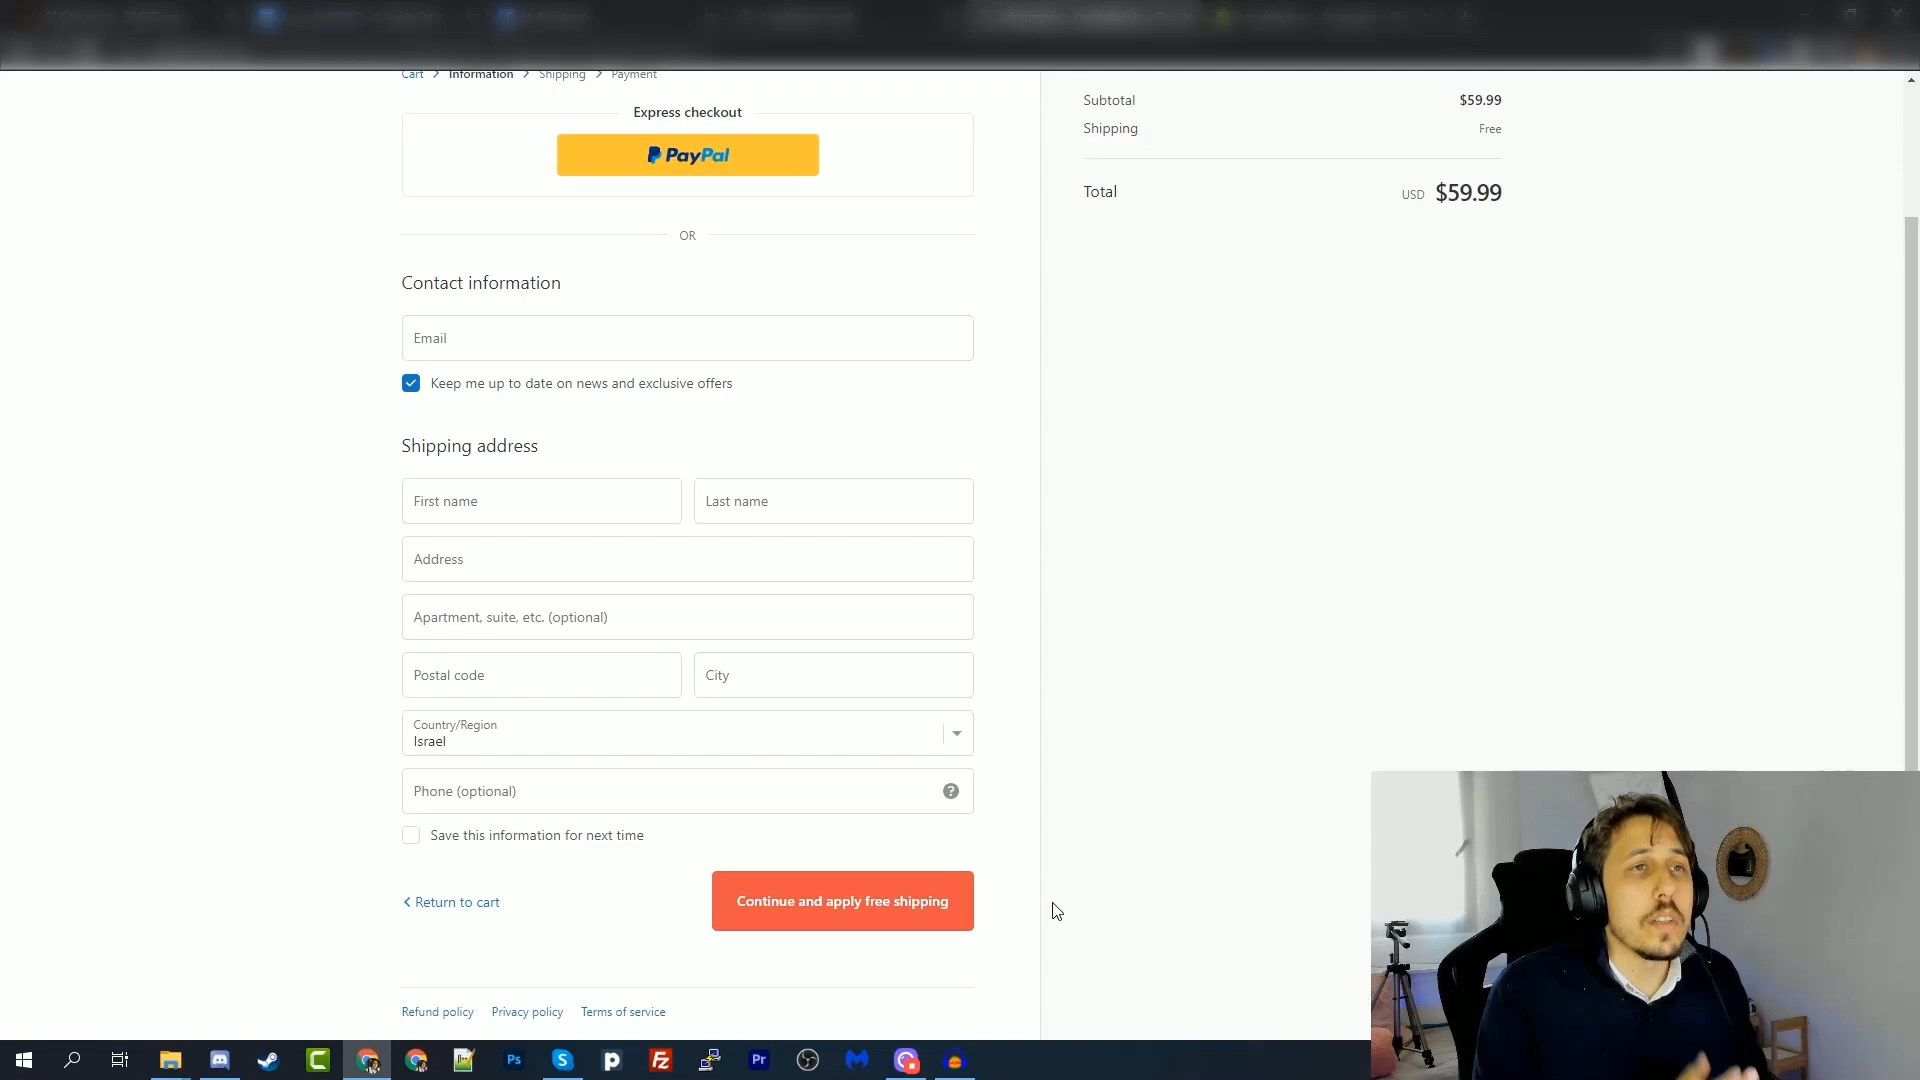 Cart > Information > Shipping > Payment
Express checkout
PayPal
OR
Contact information
Email
Keep me up to date on news and exclusive offers
Shipping address
First name
Last name
Address
Apartment, suite, etc. (optional)
Postal code
City
Country/Region
Israel
Phone (optional)
?
Save this information for next time
< Return to cart
Continue and apply free shipping
Refund policy
Privacy policy
Terms of service
Subtotal
$59.99
Shipping
Free
Total
USD $59.99
Ps
Fz
Pr